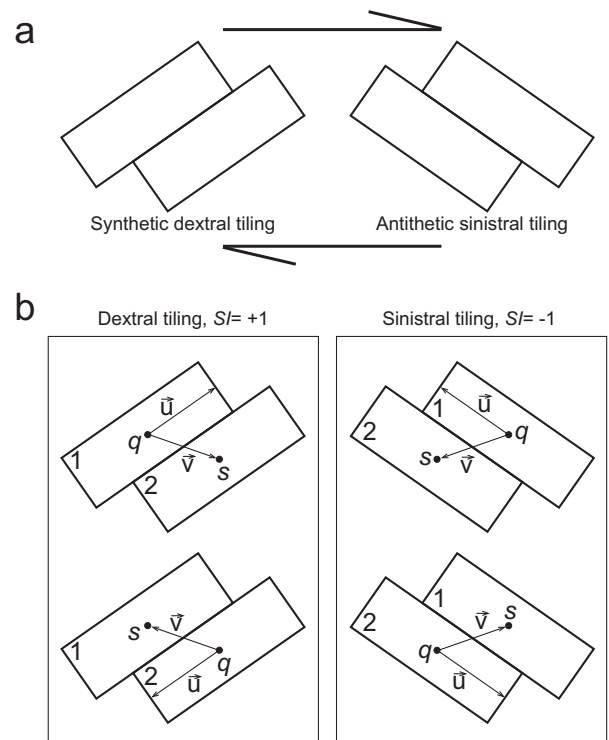 a
Synthetic dextral tiling
Antithetic sinistral tiling
b
Dextral tiling, SI= +1
Sinistral tiling, SI= -1
u⃗
q
v⃗
s
1
2
u⃗
1
q
2
s
v⃗
s
v⃗
1
q
2
u⃗
s
1
v⃗
2
q
u⃗